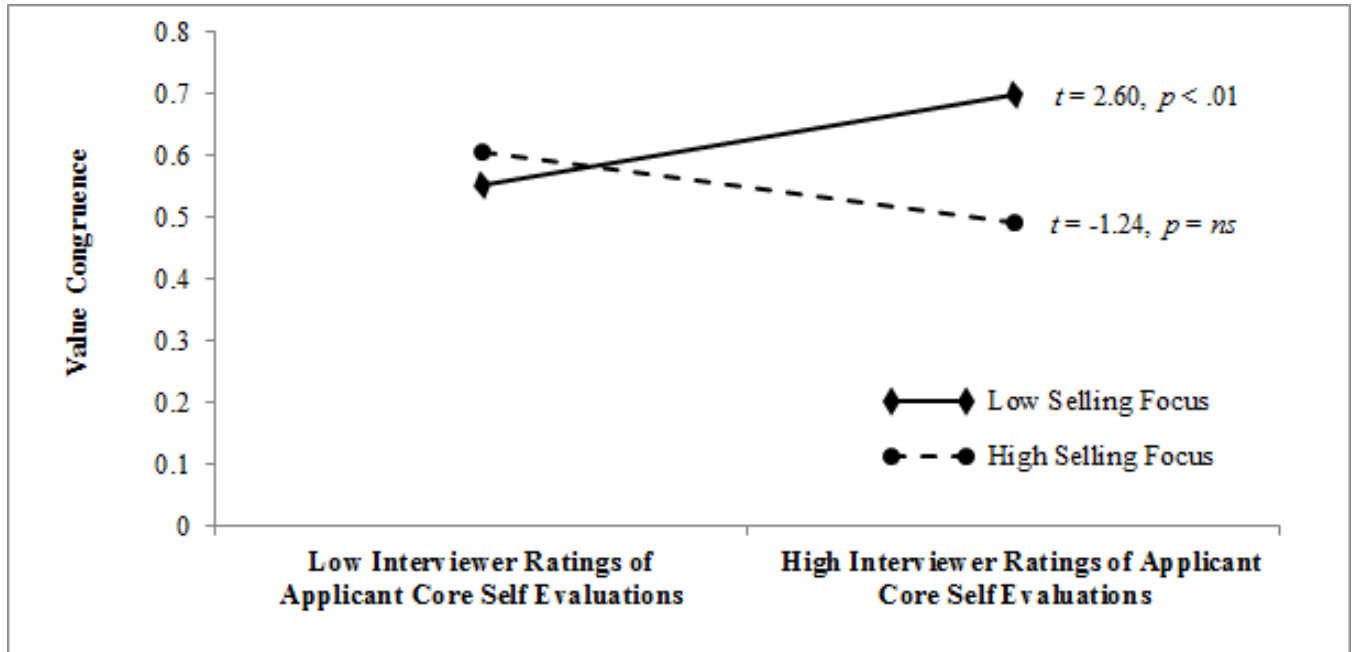 0.8
0.7
0.6
0.5
0.4
0.3
0.2
0.1
0
Value Congruence
t = 2.60, p < .01
t = -1.24, p = ns
Low Selling Focus
High Selling Focus
Low Interviewer Ratings of
Applicant Core Self Evaluations
High Interviewer Ratings of Applicant
Core Self Evaluations